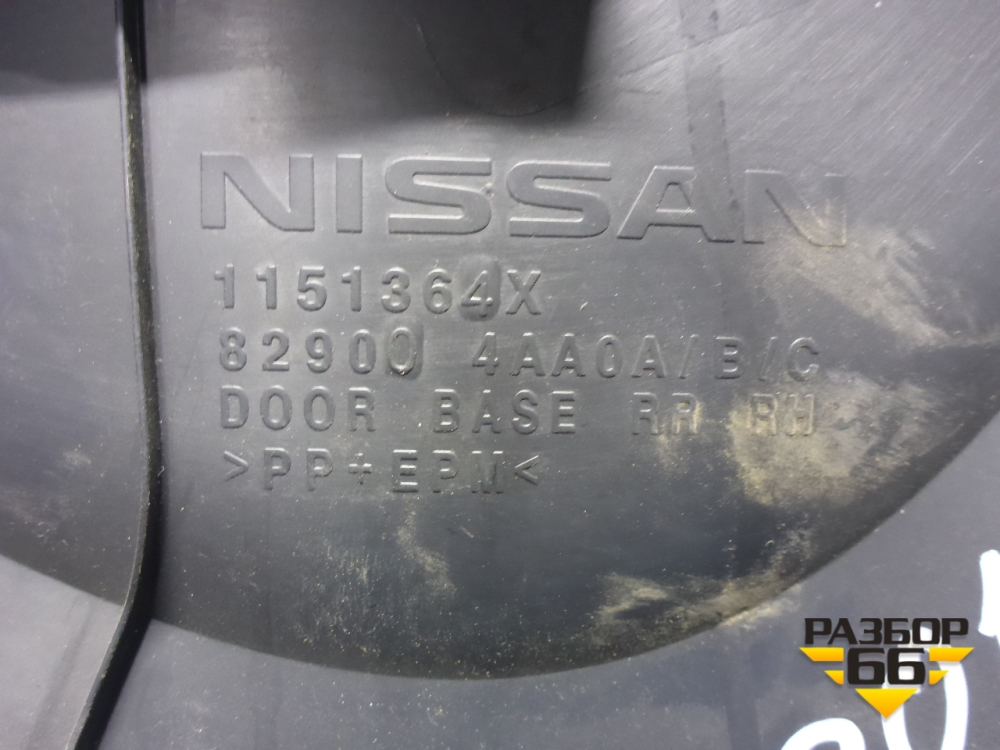 NISSAN
1151364X
82900 4AA0A/B/C
DOOR BASE RR RH
>PP+EPM<
РАЗБОР
66